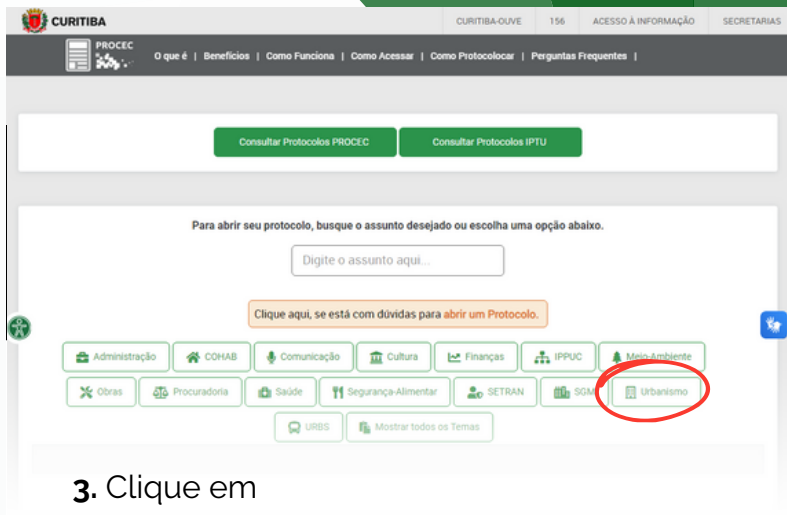 CURITIBA
CURITIBA-OUVE 156 ACESSO À INFORMAÇÃO SECRETARIAS
PROCEC
O que é | Benefícios | Como Funciona | Como Acessar | Como Protocolocar | Perguntas Frequentes |
Consultar Protocolos PROCEC Consultar Protocolos IPTU
Para abrir seu protocolo, busque o assunto desejado ou escolha uma opção abaixo.
Digite o assunto aqui...
Clique aqui, se está com dúvidas para abrir um Protocolo.
Administração COHAB Comunicação Cultura Finanças IPPUC Meio-Ambiente
Obras Procuradoria Saúde Segurança-Alimentar SETRAN SGM Urbanismo
URBS Mostrar todos os Temas
3. Clique em